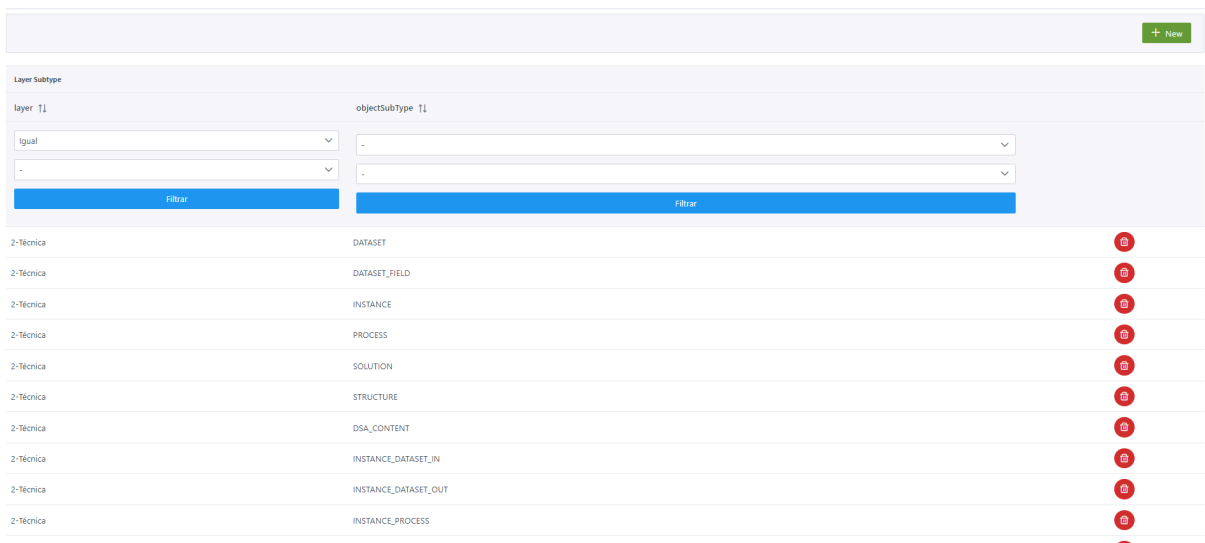 + New
Layer Subtype
layer objectSubType
Igual -
- -
Filtrar Filtrar
2-Técnica DATASET
2-Técnica DATASET_FIELD
2-Técnica INSTANCE
2-Técnica PROCESS
2-Técnica SOLUTION
2-Técnica STRUCTURE
2-Técnica DSA_CONTENT
2-Técnica INSTANCE_DATASET_IN
2-Técnica INSTANCE_DATASET_OUT
2-Técnica INSTANCE_PROCESS